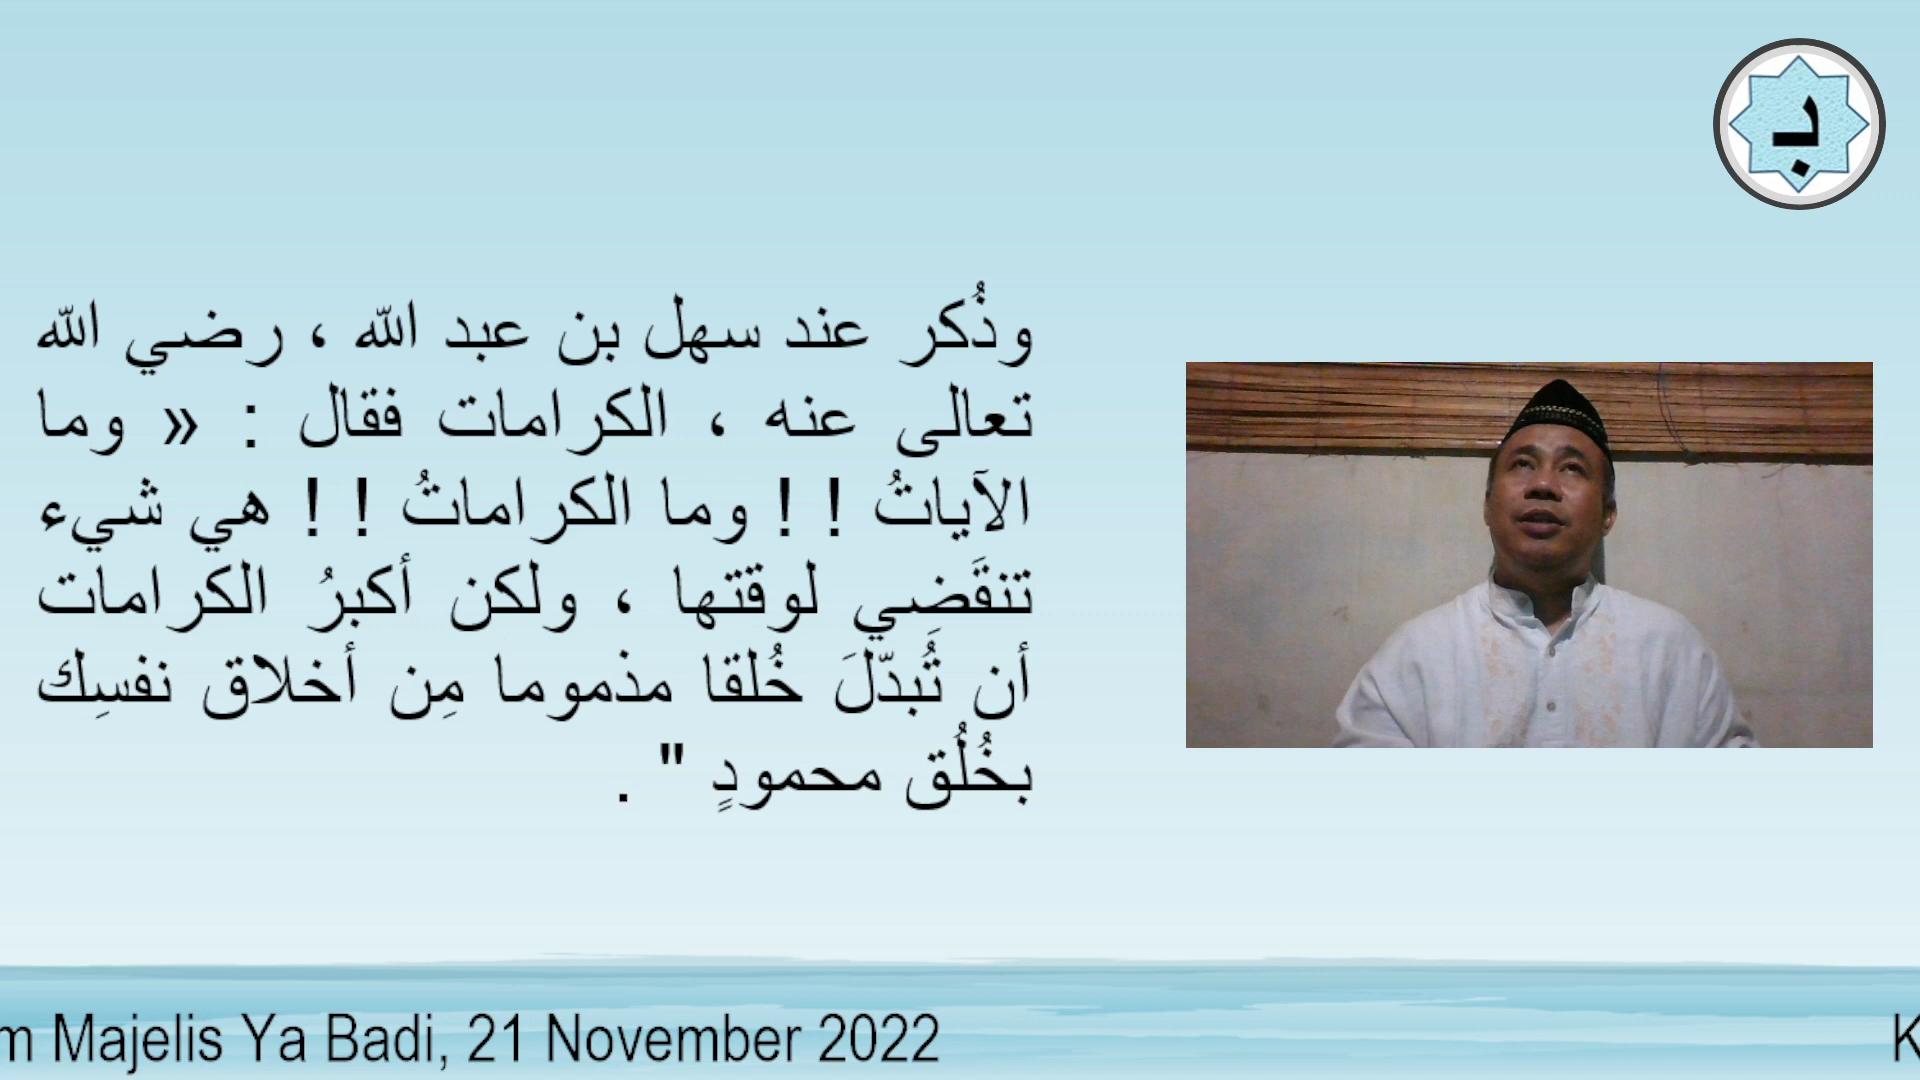 ب
وذُكر عند سهل بن عبد الله ، رضي الله
تعالى عنه ، الكرامات فقال : « وما
الآياتُ ! ! وما الكراماتُ ! ! هي شيء
تنقَضِي لوقتها ، ولكن أكبرُ الكرامات
أن تُبدّلَ خُلقا مذموما مِن أخلاق نفسِك
بخُلُق محمودٍ " .
m Majelis Ya Badi, 21 November 2022
K